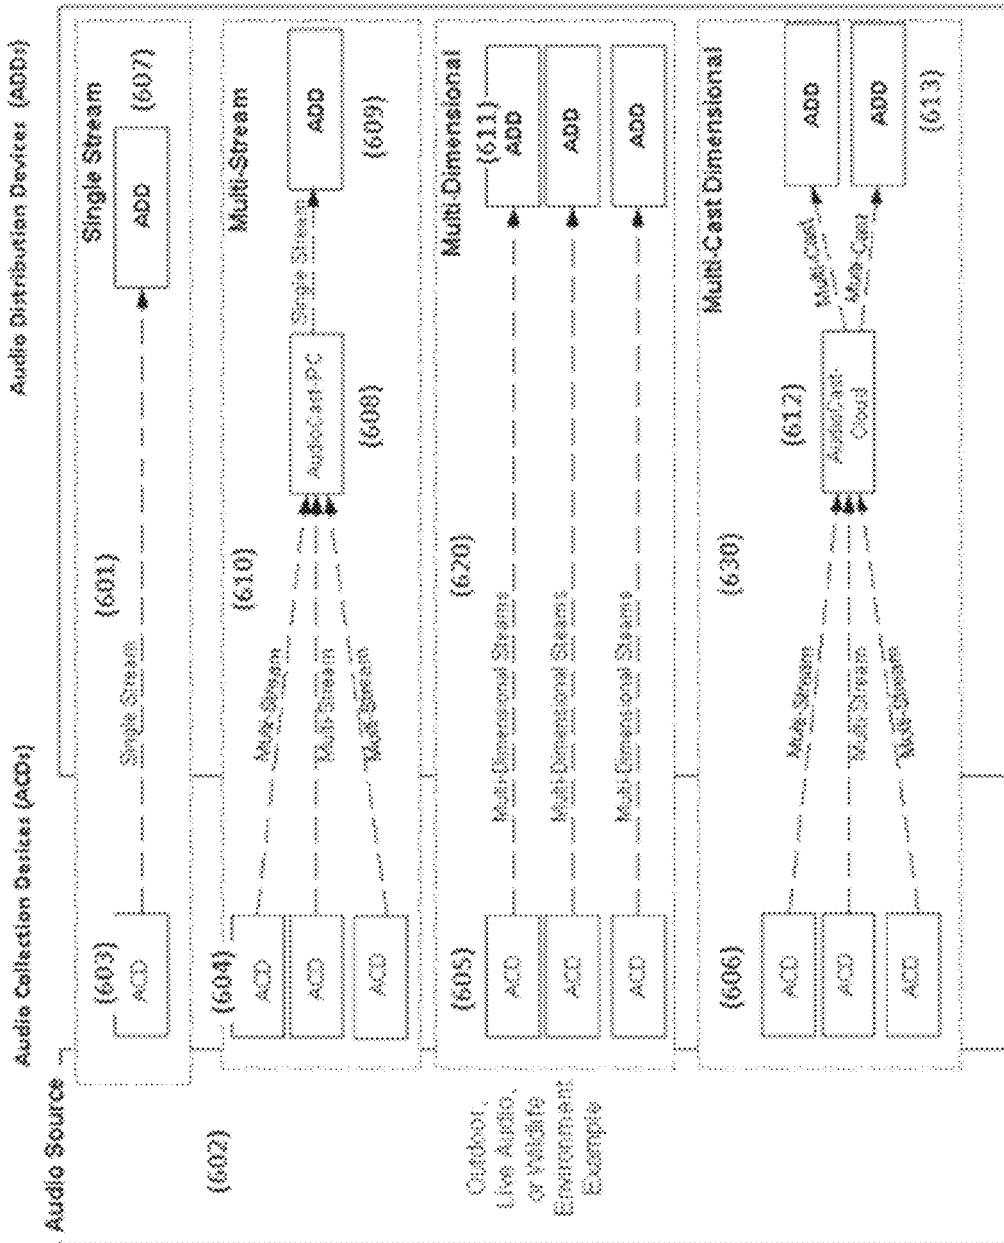 Audio Source
Audio Collection Devices (ACDs)
Audio Distribution Devices (ADDs)
{602}
Outdoor,
Live Audio,
or Wildlife
Environment
Example
Single Stream
{601}
{603}
ACD
Single Stream
ADD
{607}
Multi-Stream
{610}
{604}
ACD
ACD
ACD
Multi-Stream
Multi-Stream
Multi-Stream
AudioCast-PC
{608}
Single Stream
ADD
{609}
Multi-Dimensional
{620}
{605}
ACD
ACD
ACD
Multi-Dimensional Streams
Multi-Dimensional Streams
Multi-Dimensional Streams
{611}
ADD
ADD
ADD
Multi-Cast Dimensional
{630}
{606}
ACD
ACD
ACD
Multi-Stream
Multi-Stream
Multi-Stream
{612}
AudioCast-
Cloud
Multi-Cast
Multi-Cast
ADD
ADD
{613}